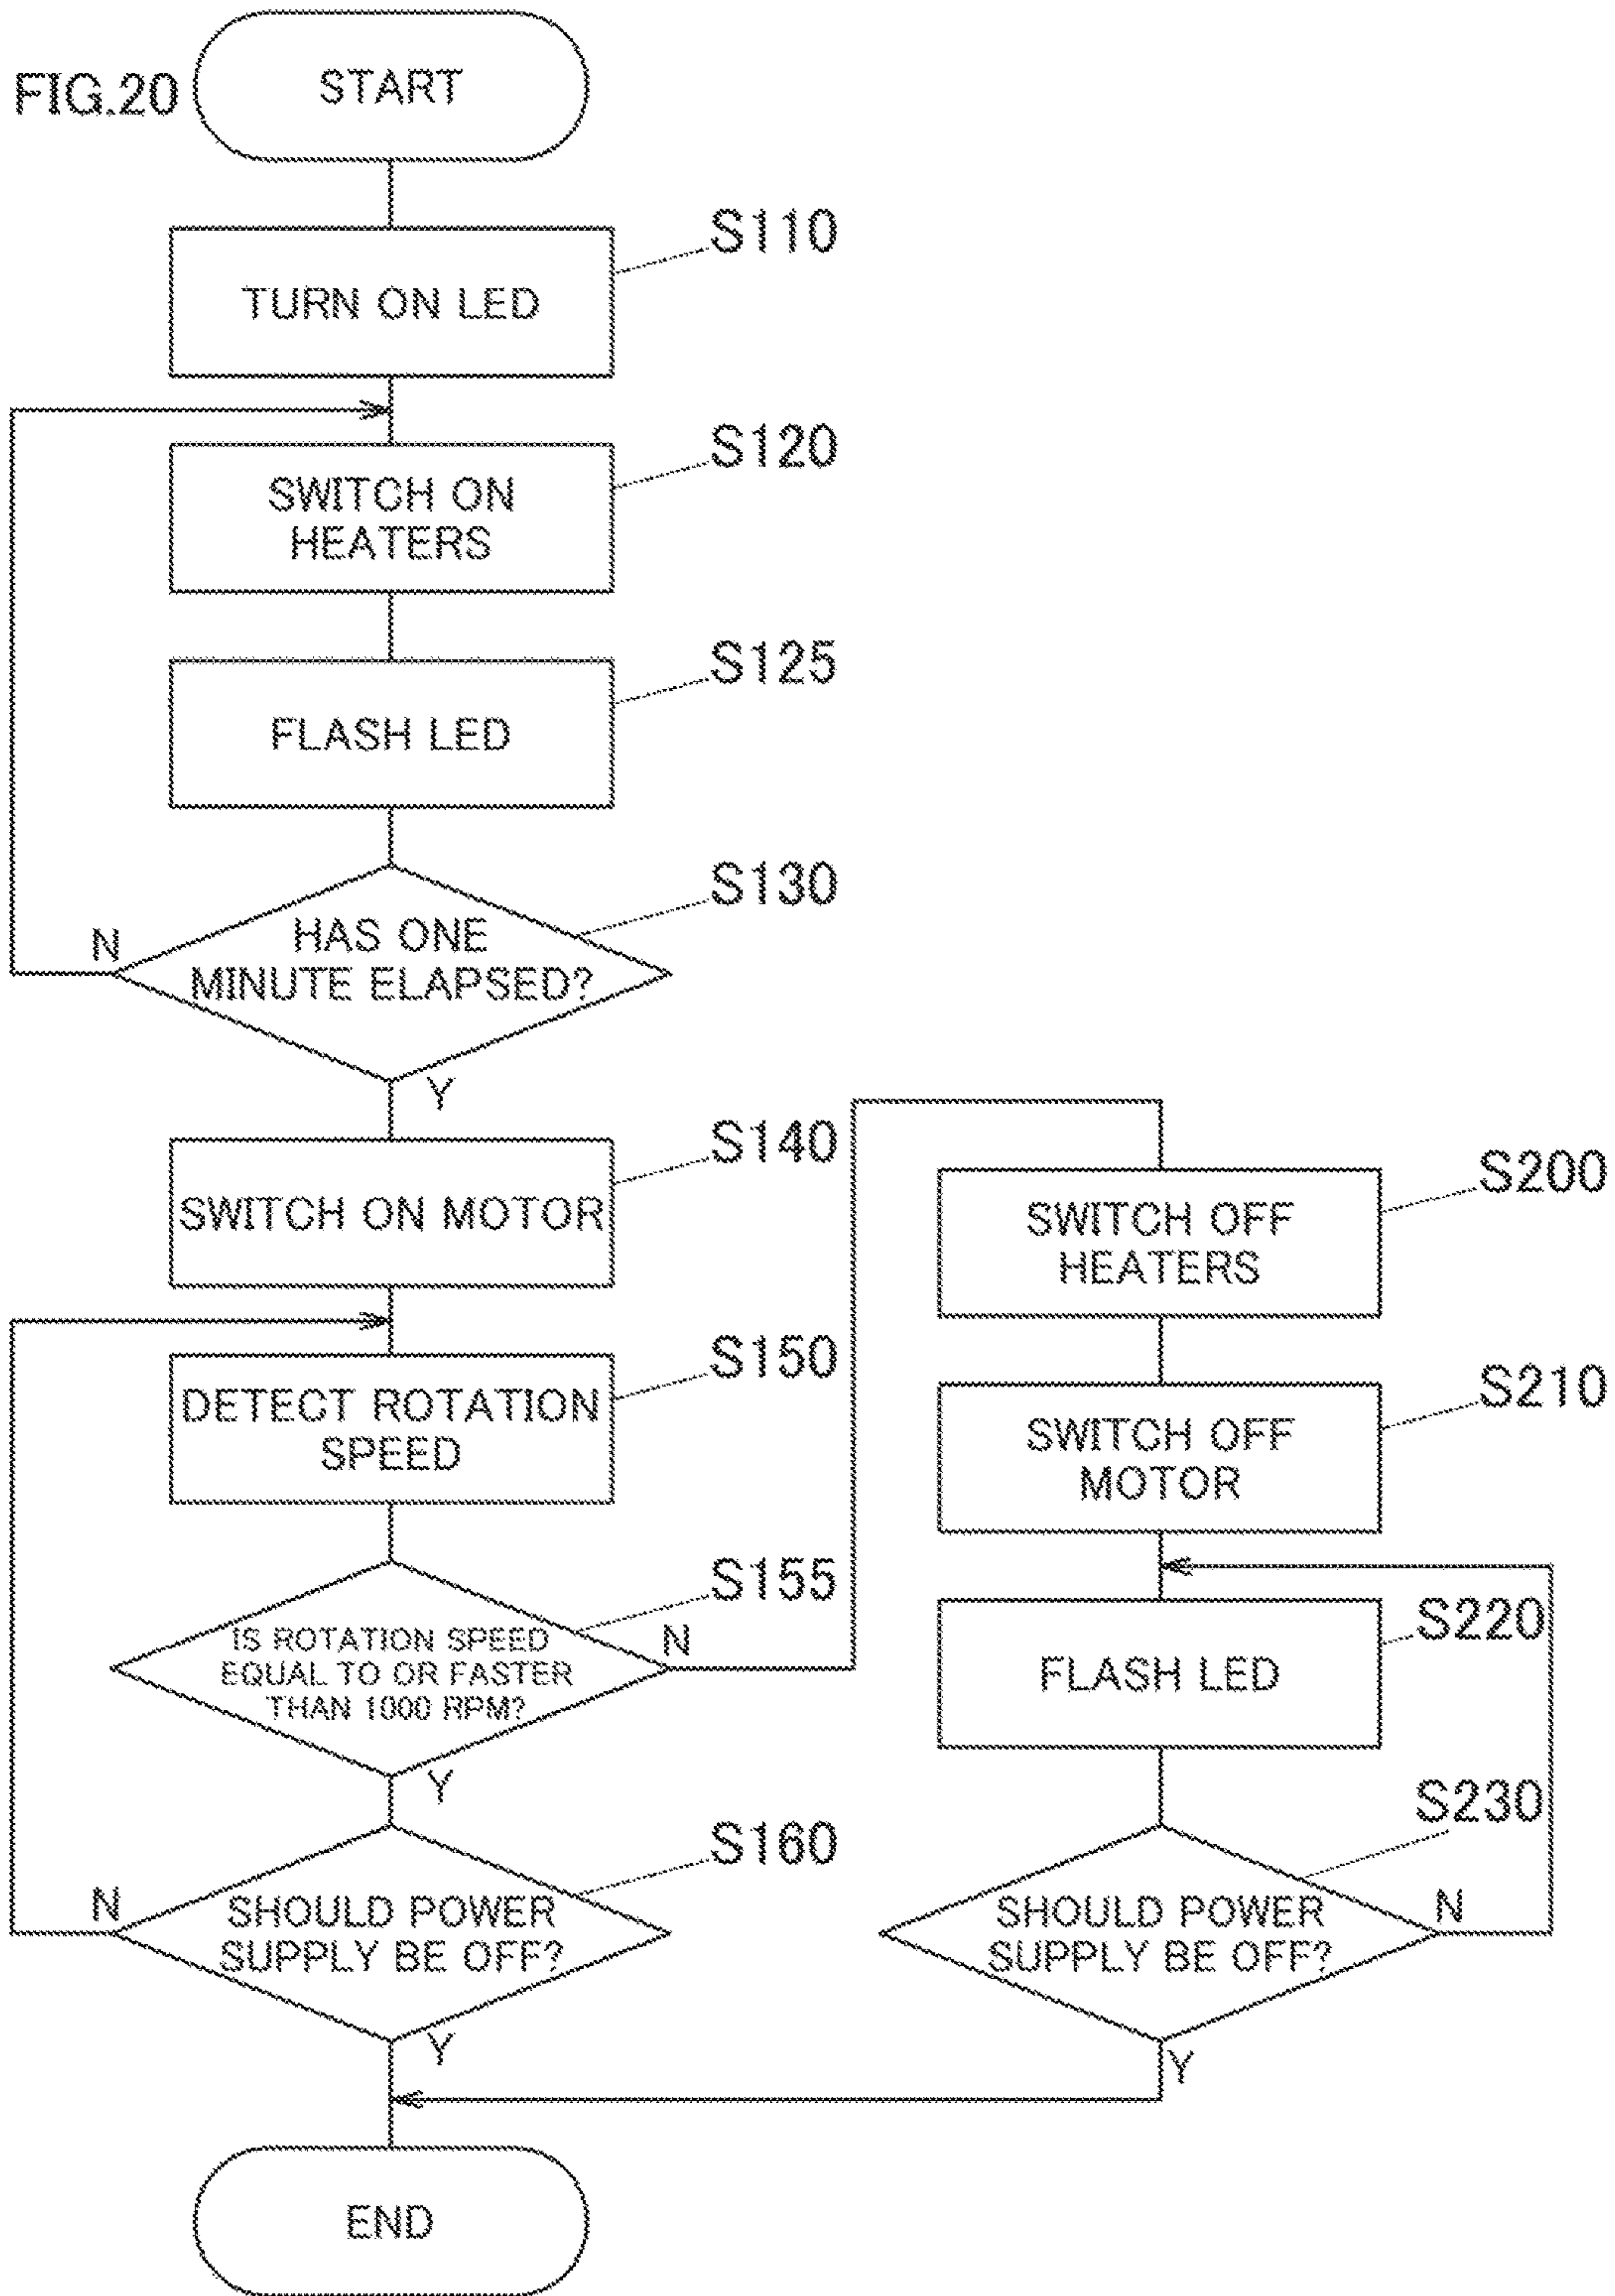 FIG.20
START
S110
TURN ON LED
S120
SWITCH ON
HEATERS
S125
FLASH LED
S130
HAS ONE
MINUTE ELAPSED?
N
Y
S140
SWITCH ON MOTOR
S150
DETECT ROTATION
SPEED
S155
IS ROTATION SPEED
EQUAL TO OR FASTER
THAN 1000 RPM?
N
Y
S160
SHOULD POWER
SUPPLY BE OFF?
N
Y
S200
SWITCH OFF
HEATERS
S210
SWITCH OFF
MOTOR
S220
FLASH LED
S230
SHOULD POWER
SUPPLY BE OFF?
N
Y
END